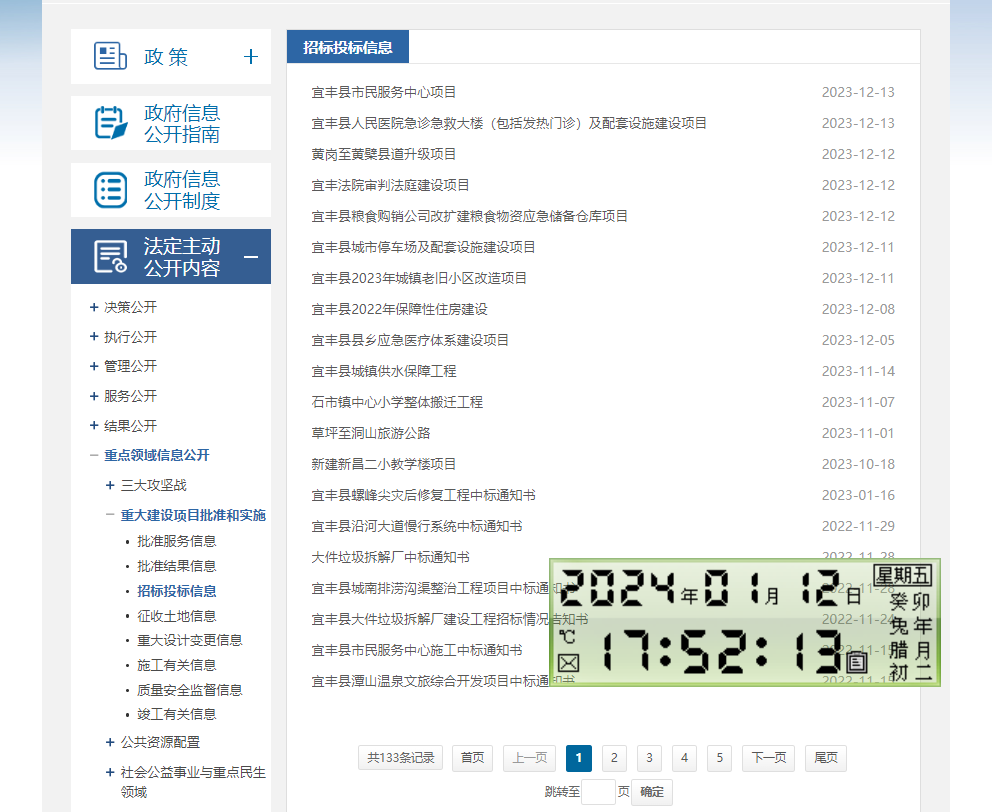 政 策
政府信息
公开指南
政府信息
公开制度
法定主动
公开内容
决策公开
执行公开
管理公开
服务公开
结果公开
重点领域信息公开
三大攻坚战
重大建设项目批准和实施
批准服务信息
批准结果信息
招标投标信息
征收土地信息
重大设计变更信息
施工有关信息
质量安全监督信息
竣工有关信息
公共资源配置
社会公益事业与重点民生
领域
招标投标信息
宜丰县市民服务中心项目 2023-12-13
宜丰县人民医院急诊急救大楼（包括发热门诊）及配套设施建设项目 2023-12-13
黄岗至黄檗县道升级项目 2023-12-12
宜丰法院审判法庭建设项目 2023-12-12
宜丰县粮食购销公司改扩建粮食物资应急储备仓库项目 2023-12-12
宜丰县城市停车场及配套设施建设项目 2023-12-11
宜丰县2023年城镇老旧小区改造项目 2023-12-11
宜丰县2022年保障性住房建设 2023-12-08
宜丰县县乡应急医疗体系建设项目 2023-12-05
宜丰县城镇供水保障工程 2023-11-14
石市镇中心小学整体搬迁工程 2023-11-07
草坪至洞山旅游公路 2023-11-01
新建新昌二小教学楼项目 2023-10-18
宜丰县螺峰尖灾后修复工程中标通知书 2023-01-16
宜丰县沿河大道慢行系统中标通知书 2022-11-29
大件垃圾拆解厂中标通知书 2022-11-28
宜丰县城南排涝沟渠整治工程项目中标通知书 2022-11-28
宜丰县大件垃圾拆解厂建设工程招标情况告知书 2022-11-24
宜丰县市民服务中心施工中标通知书 2022-11-15
宜丰县潭山温泉文旅综合开发项目中标通知书 2022-11-15
2024年01月12日 星期五
癸卯
兔年
℃ 17:52:13 腊月
初二
共133条记录 首页 上一页 1 2 3 4 5 下一页 尾页
跳转至 页 确定